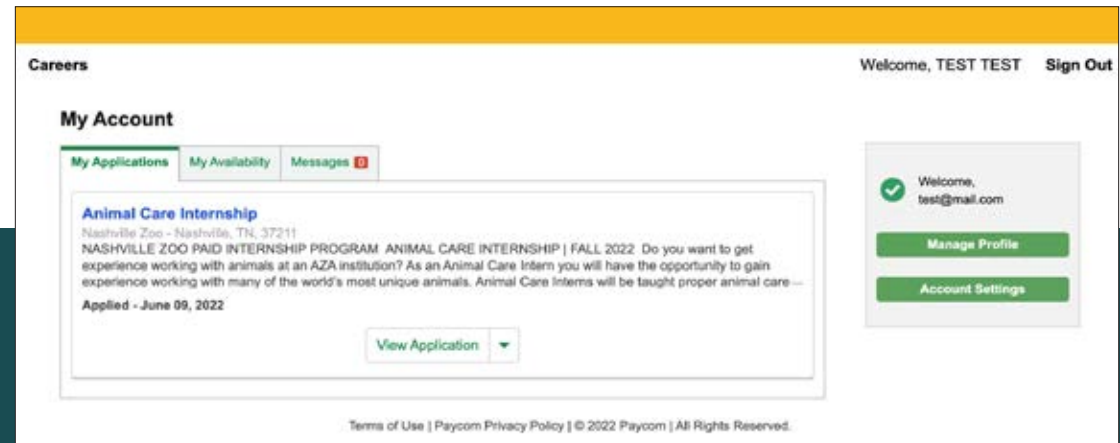 Careers
Welcome, TEST TEST Sign Out
My Account
My Applications My Availability Messages 0
Welcome,
test@mail.com
Animal Care Internship
Nashville Zoo - Nashville, TN, 37211
NASHVILLE ZOO PAID INTERNSHIP PROGRAM ANIMAL CARE INTERNSHIP | FALL 2022 Do you want to get
experience working with animals at an AZA institution? As an Animal Care Intern you will have the opportunity to gain
experience working with many of the world's most unique animals. Animal Care Interns will be taught proper animal care ...
Applied - June 09, 2022
View Application
Manage Profile
Account Settings
Terms of Use | Paycom Privacy Policy | © 2022 Paycom | All Rights Reserved.